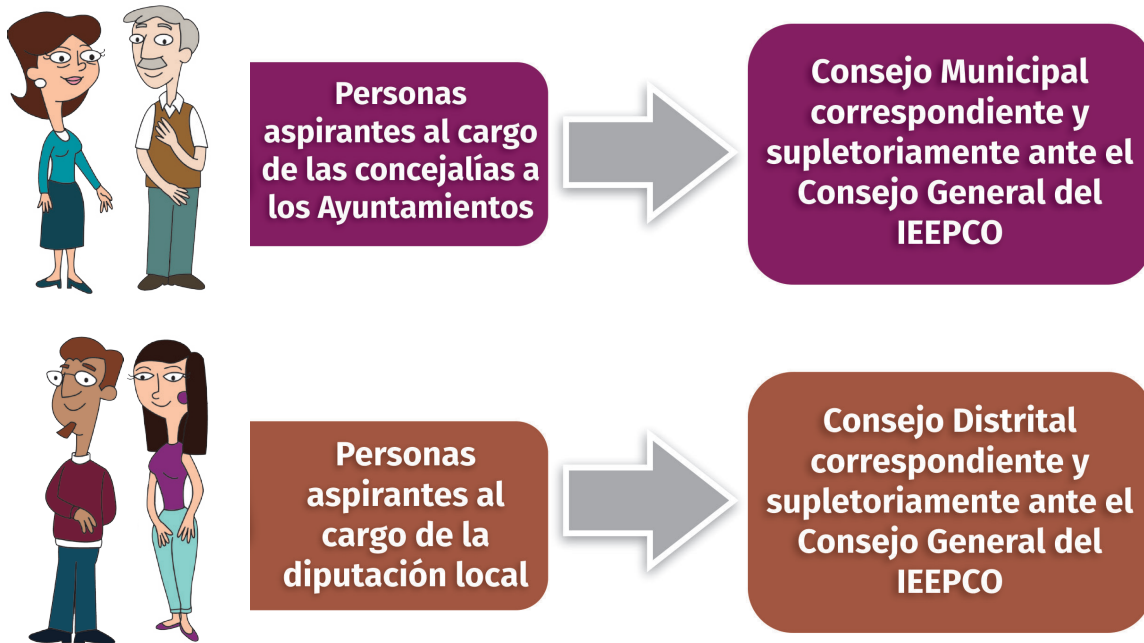 Personas
aspirantes al cargo
de las concejalías a
los Ayuntamientos
Consejo Municipal
correspondiente y
supletoriamente ante el
Consejo General del
IEEPCO
Personas
aspirantes al
cargo de la
diputación local
Consejo Distrital
correspondiente y
supletoriamente ante el
Consejo General del
IEEPCO